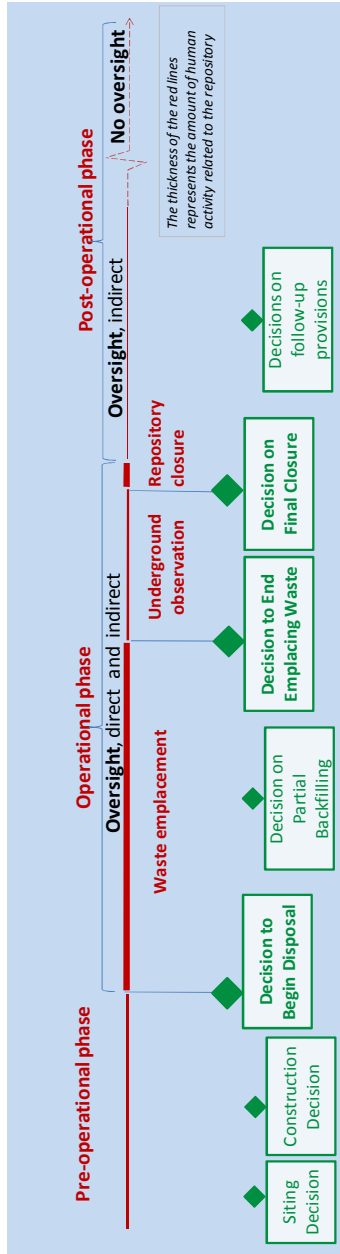 Pre-operational phase
Operational phase
Post-operational phase
Oversight, direct and indirect
Oversight, indirect
No oversight
Waste emplacement
Underground
observation
Repository
closure
The thickness of the red lines
represents the amount of human
activity related to the repository
Siting
Decision
Construction
Decision
Decision to
Begin Disposal
Decision on
Partial
Backfilling
Decision to End
Emplacing Waste
Decision on
Final Closure
Decisions on
follow-up
provisions